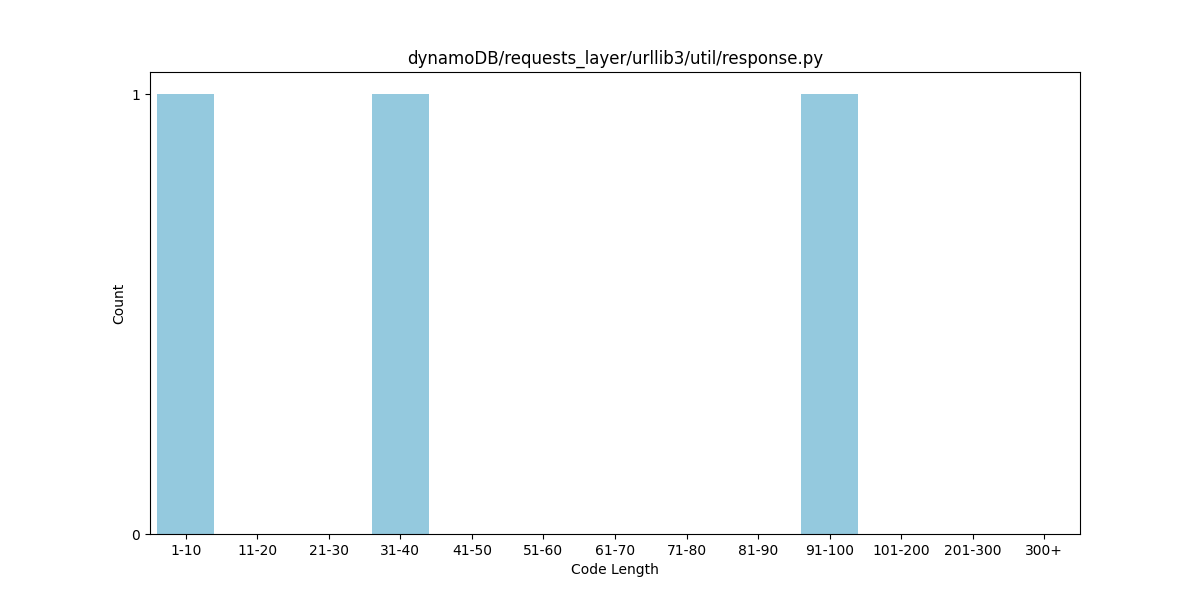 dynamoDB/requests_layer/urllib3/util/response.py
1
Count
0
1-10 11-20 21-30 31-40 41-50 51-60 61-70 71-80 81-90 91-100 101-200 201-300 300+
Code Length